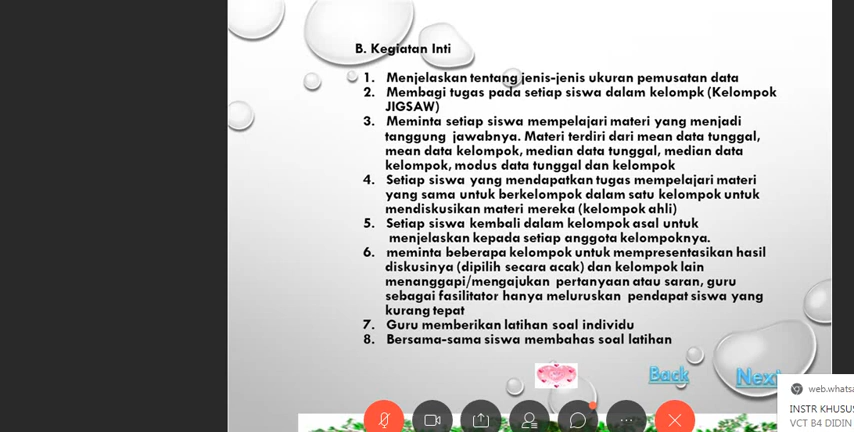 B. Kegiatan Inti
1. Menjelaskan tentang jenis-jenis ukuran pemusatan data
2. Membagi tugas pada setiap siswa dalam kelompk (Kelompok
JIGSAW)
3. Meminta setiap siswa mempelajari materi yang menjadi
tanggung jawabnya. Materi terdiri dari mean data tunggal,
mean data kelompok, median data tunggal, median data
kelompok, modus data tunggal dan kelompok
4. Setiap siswa yang mendapatkan tugas mempelajari materi
yang sama untuk berkelompok dalam satu kelompok untuk
mendiskusikan materi mereka (kelompok ahli)
5. Setiap siswa kembali dalam kelompok asal untuk
menjelaskan kepada setiap anggota kelompoknya.
6. meminta beberapa kelompok untuk mempresentasikan hasil
diskusinya (dipilih secara acak) dan kelompok lain
menanggapi/mengajukan pertanyaan atau saran, guru
sebagai fasilitator hanya meluruskan pendapat siswa yang
kurang tepat
7. Guru memberikan latihan soal individu
8. Bersama-sama siswa membahas soal latihan
Back Next
web.whatsa
INSTR KHUSUS
VCT B4 DIDIN